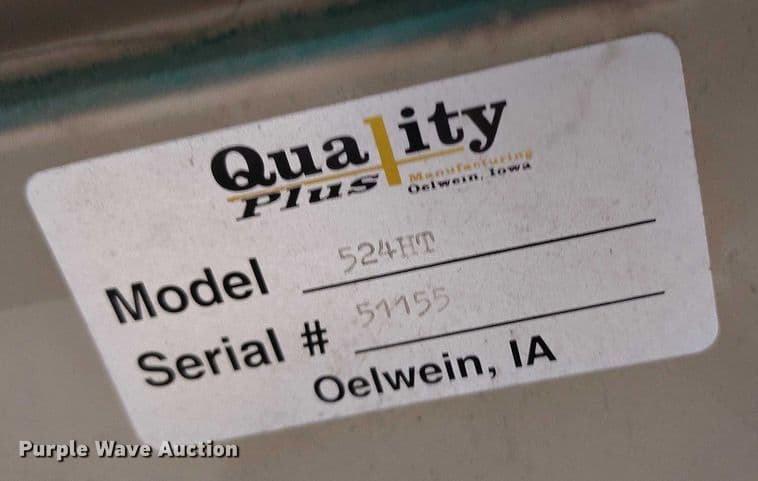 Quality
Plus Manufacturing
Oelwein, Iowa
Model 524HT
Serial # 51155
Oelwein, IA
Purple Wave Auction